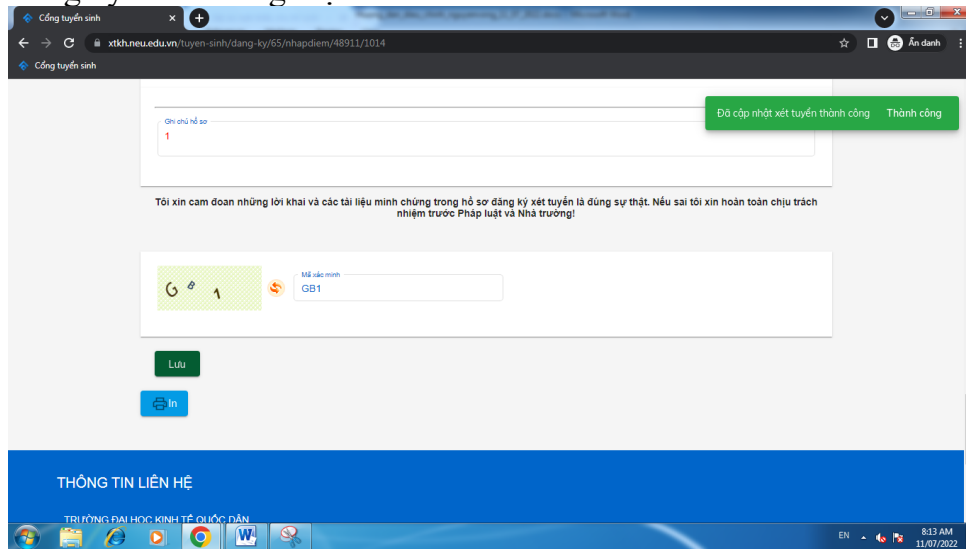 Cổng tuyển sinh
xtkh.neu.edu.vn/tuyen-sinh/dang-ky/65/nhapdiem/48911/1014
Ẩn danh
Cổng tuyển sinh
Đã cập nhật xét tuyển thành công Thành công
Ghi chú hồ sơ
1
Tôi xin cam đoan những lời khai và các tài liệu minh chứng trong hồ sơ đăng ký xét tuyển là đúng sự thật. Nếu sai tôi xin hoàn toàn chịu trách
nhiệm trước Pháp luật và Nhà trường!
G B 1
Mã xác minh
GB1
Lưu
In
THÔNG TIN LIÊN HỆ
TRƯỜNG ĐẠI HỌC KINH TẾ QUỐC DÂN
EN
8:13 AM
11/07/2022